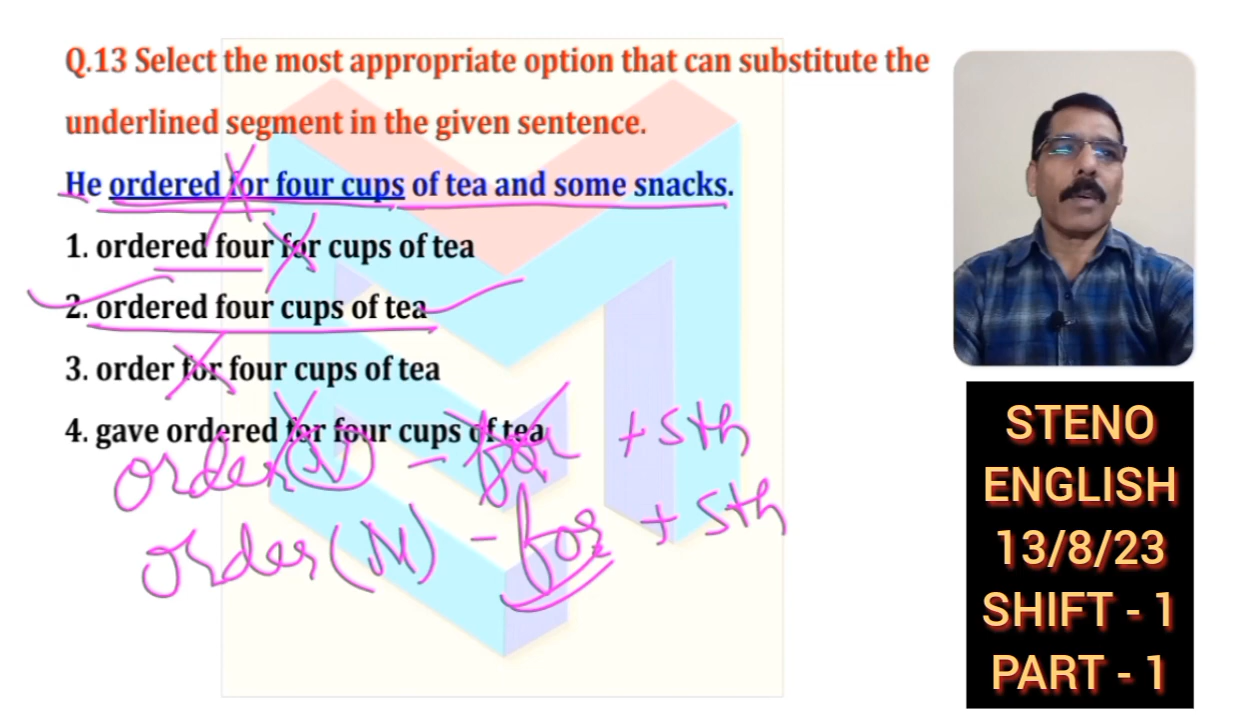 Q.13 Select the most appropriate option that can substitute the
underlined segment in the given sentence.
He ordered for four cups of tea and some snacks.
1. ordered four for cups of tea
2. ordered four cups of tea
3. order for four cups of tea
4. gave ordered for four cups of tea
order (V) - for + sth
order (N) - for + sth
STENO
ENGLISH
13/8/23
SHIFT - 1
PART - 1